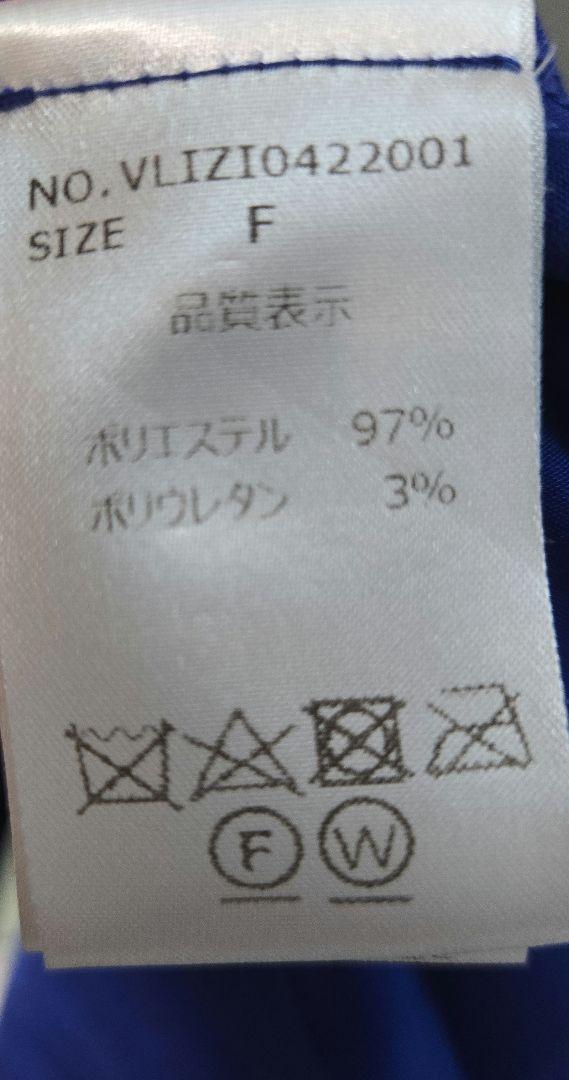 NO.VLIZI0422001
SIZE F
品質表示
ポリエステル 97%
ポリウレタン 3%
F W